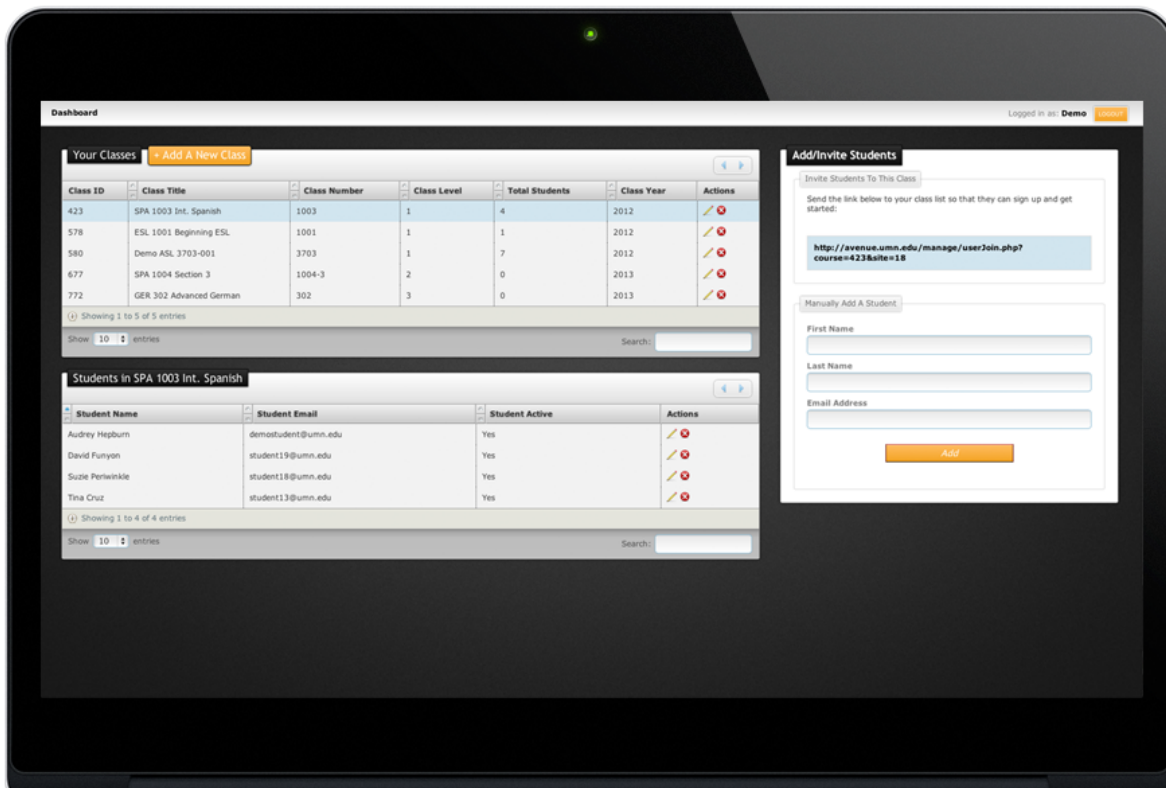 Dashboard
Logged in as: Demo LOGOUT
Your Classes + Add A New Class
Class ID Class Title Class Number Class Level Total Students Class Year Actions
423 SPA 1003 Int. Spanish 1003 1 4 2012
578 ESL 1001 Beginning ESL 1001 1 1 2012
580 Demo ASL 3703-001 3703 1 7 2012
677 SPA 1004 Section 3 1004-3 2 0 2013
772 GER 302 Advanced German 302 3 0 2013
Showing 1 to 5 of 5 entries
Show 10 entries Search:
Students in SPA 1003 Int. Spanish
Student Name Student Email Student Active Actions
Audrey Hepburn demostudent@umn.edu Yes
David Funyon student19@umn.edu Yes
Suzie Periwinkle student18@umn.edu Yes
Tina Cruz student13@umn.edu Yes
Showing 1 to 4 of 4 entries
Show 10 entries Search:
Add/Invite Students
Invite Students To This Class
Send the link below to your class list so that they can sign up and get
started:
http://avenue.umn.edu/manage/userJoin.php?
course=423&site=18
Manually Add A Student
First Name
Last Name
Email Address
Add